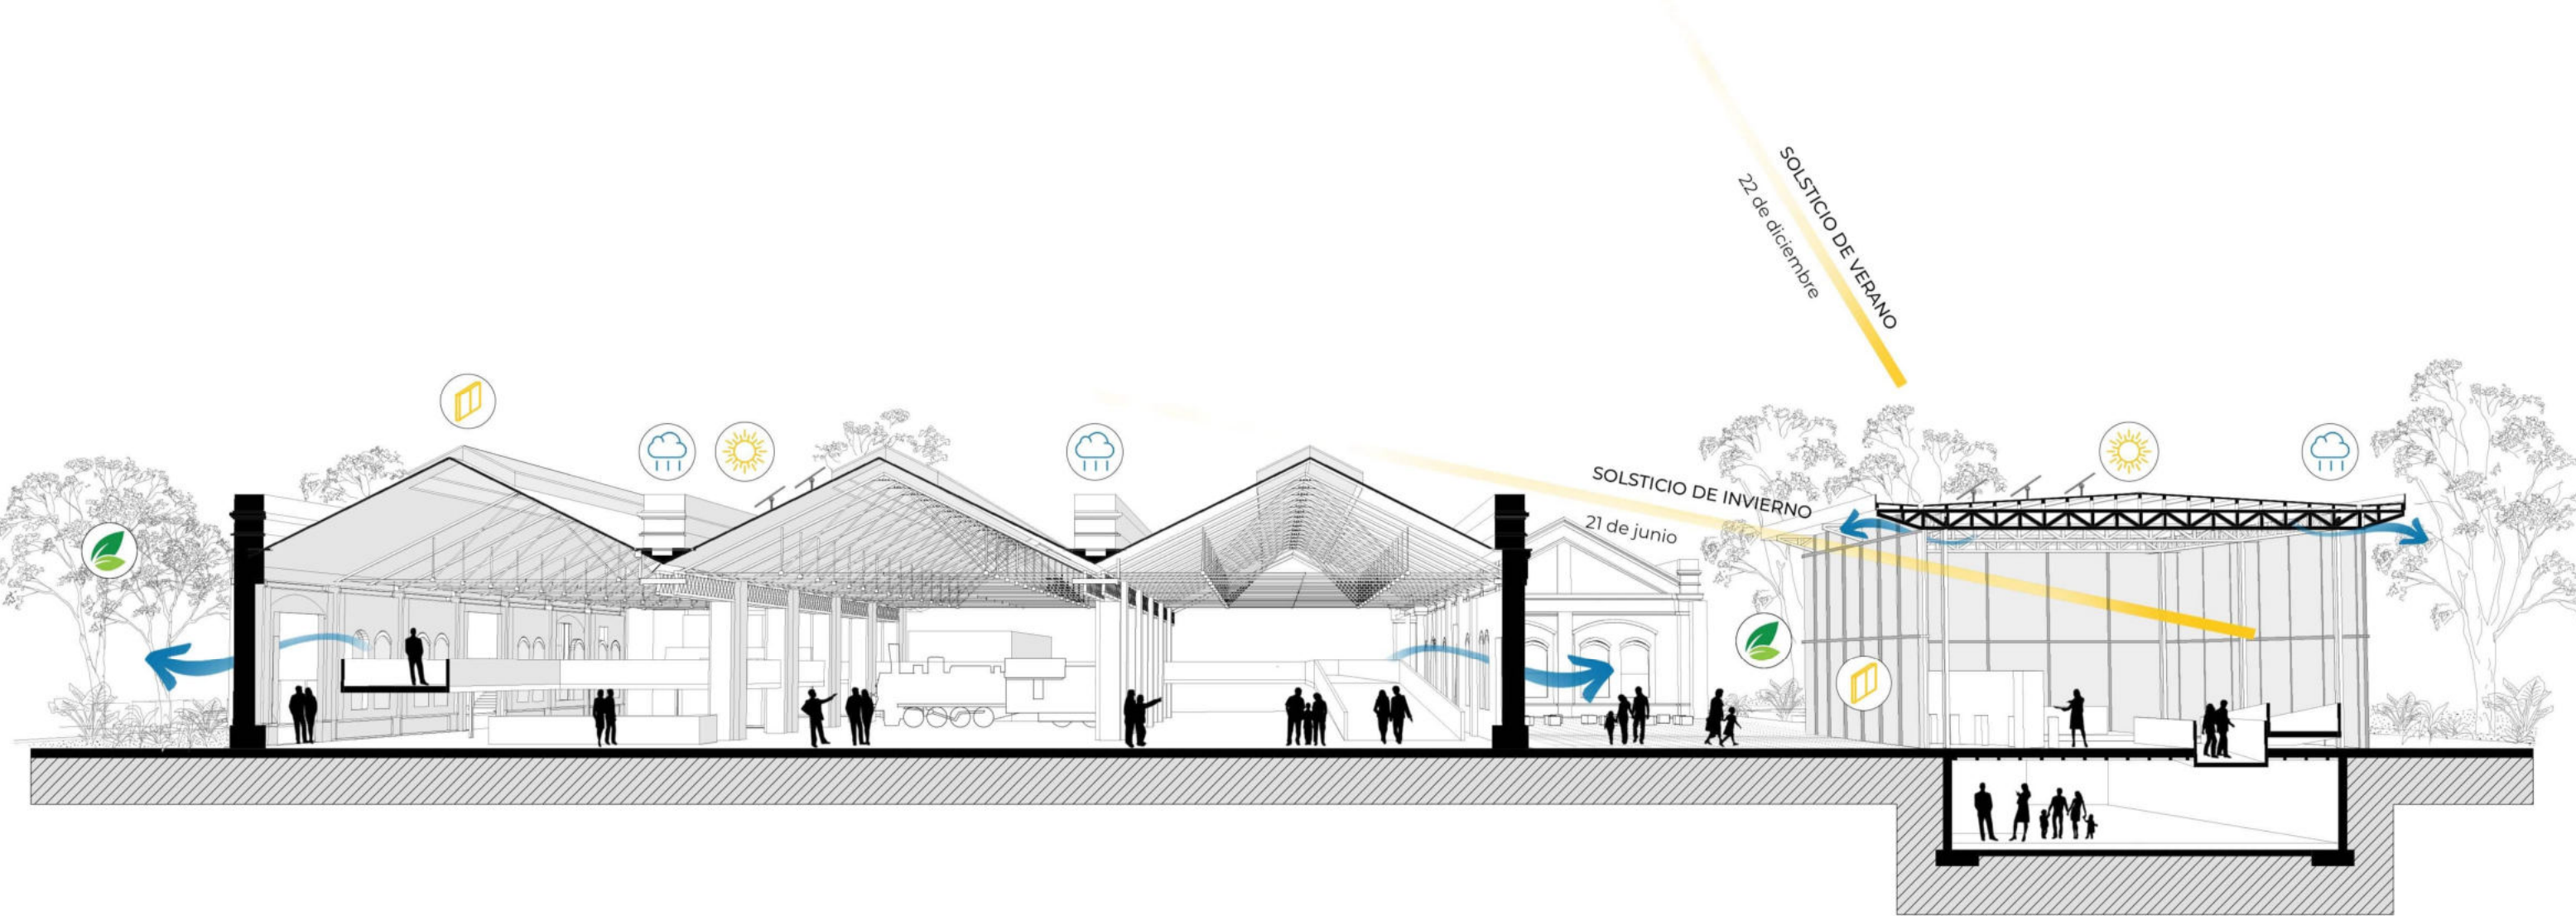 SOLSTICIO DE VERANO
22 de diciembre
SOLSTICIO DE INVIERNO
21 de junio